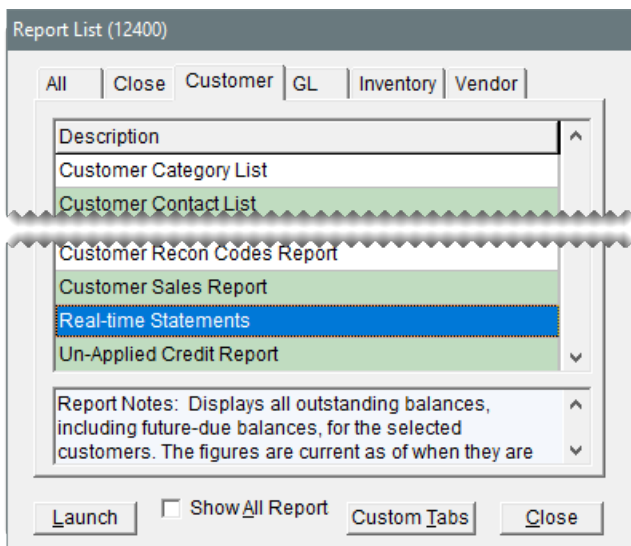 Report List (12400)
All Close Customer GL Inventory Vendor
Description
Customer Category List
Customer Contact List
Customer Recon Codes Report
Customer Sales Report
Real-time Statements
Un-Applied Credit Report
Report Notes: Displays all outstanding balances,
including future-due balances, for the selected
customers. The figures are current as of when they are
Launch Show All Report Custom Tabs Close